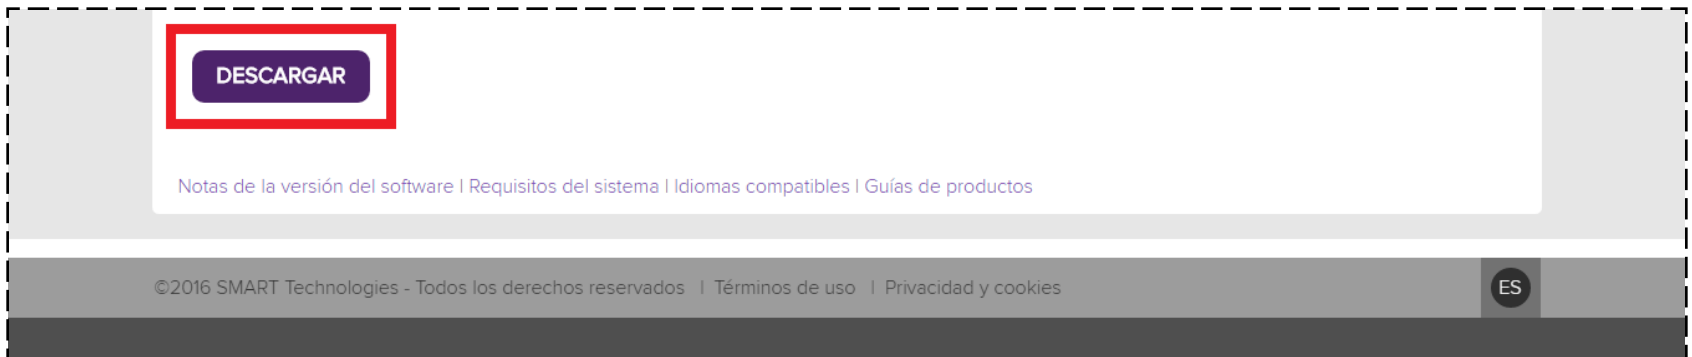 DESCARGAR
Notas de la versión del software | Requisitos del sistema | Idiomas compatibles | Guías de productos
©2016 SMART Technologies - Todos los derechos reservados | Términos de uso | Privacidad y cookies
ES